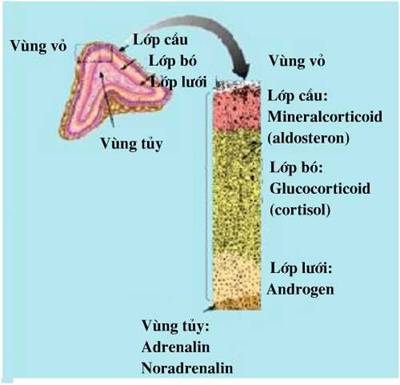 Vùng vỏ
Lớp cầu
Lớp bó
Lớp lưới
Vùng tủy
Vùng vỏ
Lớp cầu:
Mineralcorticoid
(aldosteron)
Lớp bó:
Glucocorticoid
(cortisol)
Lớp lưới:
Androgen
Vùng tủy:
Adrenalin
Noradrenalin